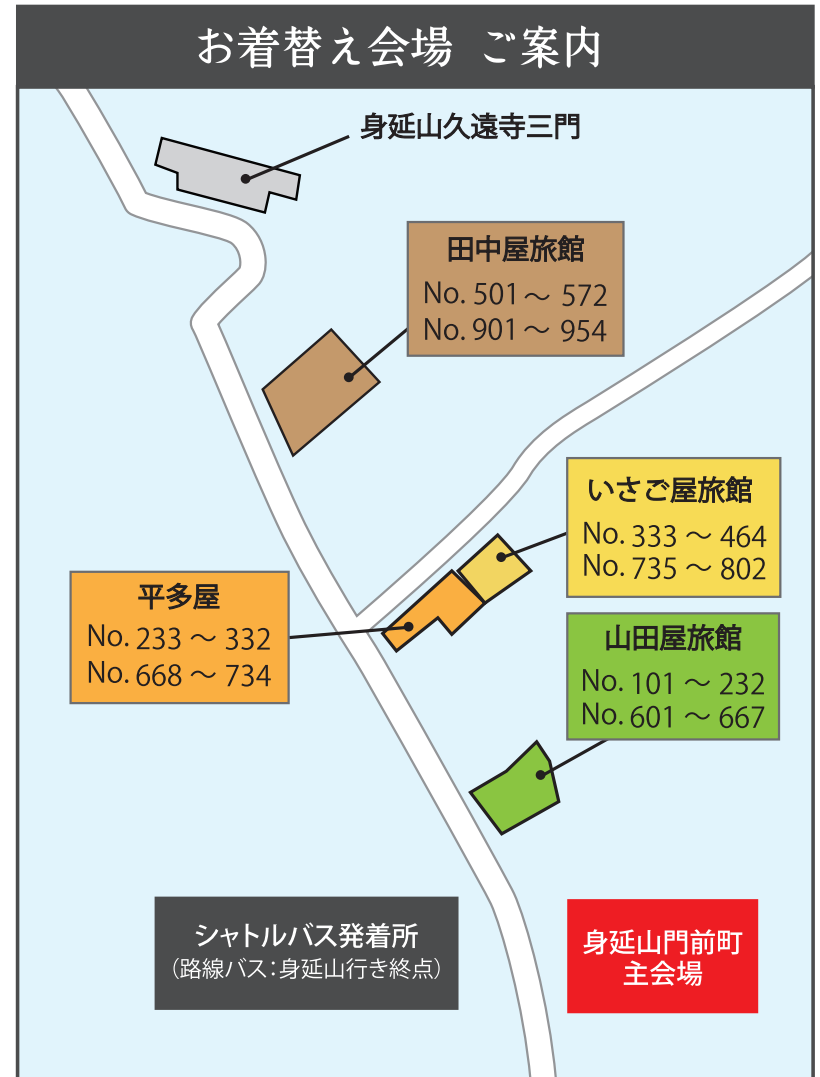 お着替え会場 ご案内
身延山久遠寺三門
田中屋旅館
No. 501 〜 572
No. 901 〜 954
いさご屋旅館
No. 333 〜 464
No. 735 〜 802
平多屋
No. 233 〜 332
No. 668 〜 734
山田屋旅館
No. 101 〜 232
No. 601 〜 667
シャトルバス発着所
（路線バス：身延山行き終点）
身延山門前町
主会場